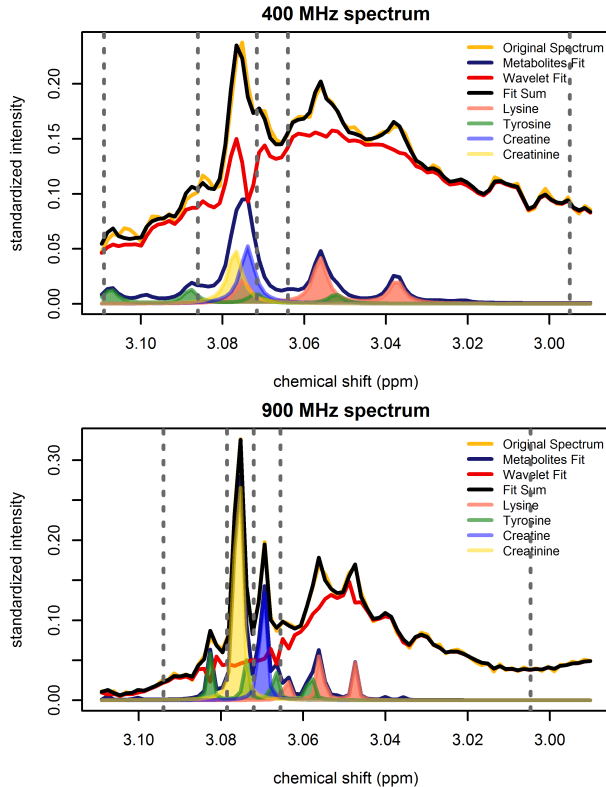 400 MHz spectrum
standardized intensity
0.20
0.15
0.10
0.05
0.00
Original Spectrum
Metabolites Fit
Wavelet Fit
Fit Sum
Lysine
Tyrosine
Creatine
Creatinine
3.10 3.08 3.06 3.04 3.02 3.00
chemical shift (ppm)
900 MHz spectrum
standardized intensity
0.30
0.20
0.10
0.00
Original Spectrum
Metabolites Fit
Wavelet Fit
Fit Sum
Lysine
Tyrosine
Creatine
Creatinine
3.10 3.08 3.06 3.04 3.02 3.00
chemical shift (ppm)